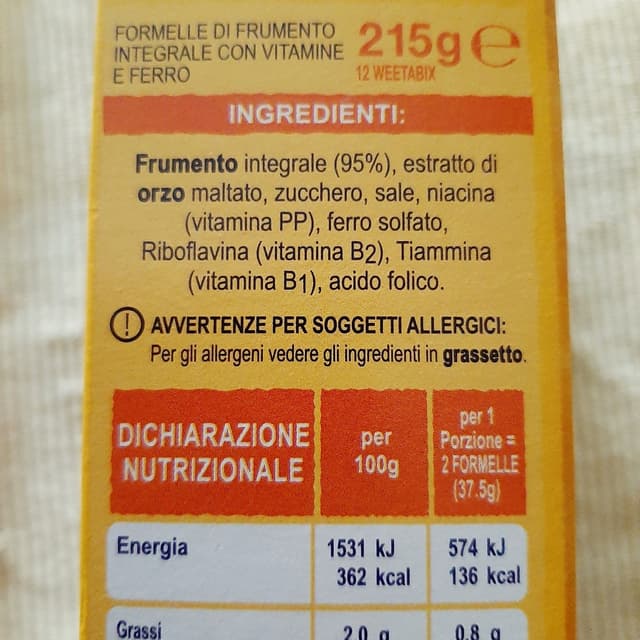 FORMELLE DI FRUMENTO
INTEGRALE CON VITAMINE
E FERRO
215g ℮
12 WEETABIX
INGREDIENTI:
Frumento integrale (95%), estratto di
orzo maltato, zucchero, sale, niacina
(vitamina PP), ferro solfato,
Riboflavina (vitamina B2), Tiammina
(vitamina B1), acido folico.
! AVVERTENZE PER SOGGETTI ALLERGICI:
Per gli allergeni vedere gli ingredienti in grassetto.
DICHIARAZIONE
NUTRIZIONALE
per
100g
per 1
Porzione =
2 FORMELLE
(37.5g)
Energia
1531 kJ
362 kcal
574 kJ
136 kcal
Grassi
2.0 g
0.8 g